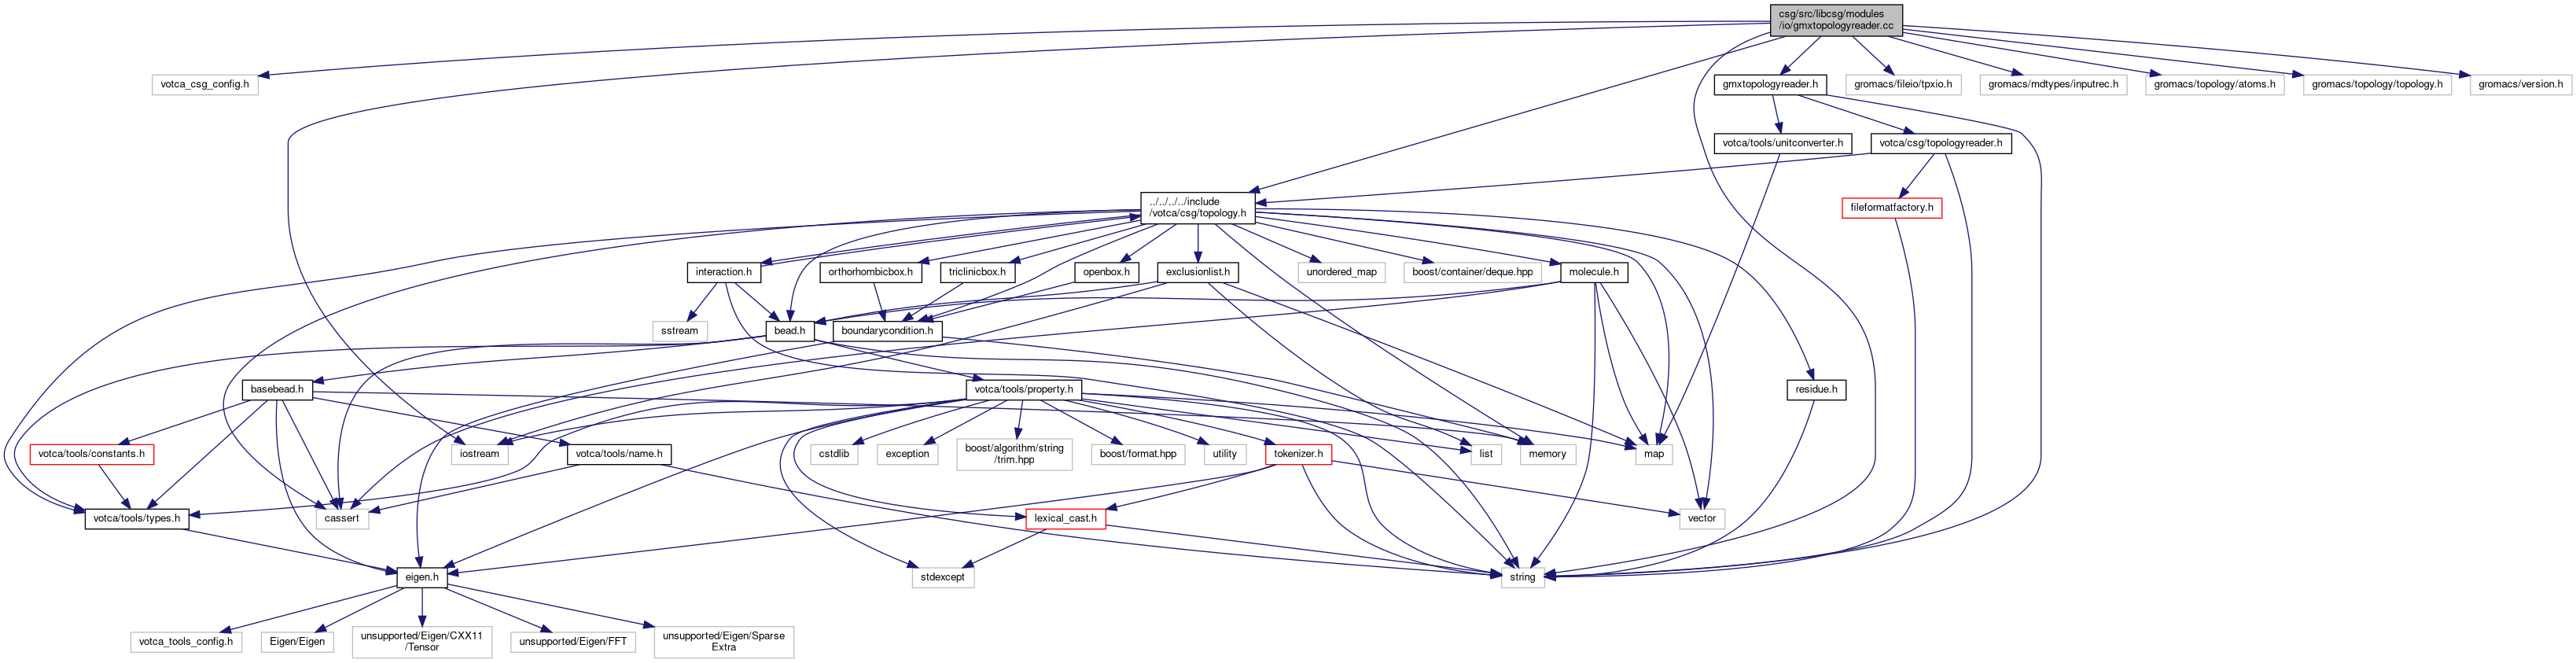 csg/src/libcsg/modules
/io/gmxtopologyreader.cc
votca_csg_config.h
gmxtopologyreader.h
gromacs/fileio/tpxio.h
gromacs/mdtypes/inputrec.h
gromacs/topology/atoms.h
gromacs/topology/topology.h
gromacs/version.h
votca/tools/unitconverter.h
votca/csg/topologyreader.h
../../../../include
/votca/csg/topology.h
fileformatfactory.h
interaction.h
orthorhombicbox.h
triclinicbox.h
openbox.h
exclusionlist.h
unordered_map
boost/container/deque.hpp
molecule.h
sstream
bead.h
boundarycondition.h
basebead.h
votca/tools/property.h
residue.h
votca/tools/constants.h
iostream
votca/tools/name.h
cstdlib
exception
boost/algorithm/string
/trim.hpp
boost/format.hpp
utility
tokenizer.h
list
memory
map
votca/tools/types.h
cassert
lexical_cast.h
vector
eigen.h
stdexcept
string
votca_tools_config.h
Eigen/Eigen
unsupported/Eigen/CXX11
/Tensor
unsupported/Eigen/FFT
unsupported/Eigen/Sparse
Extra